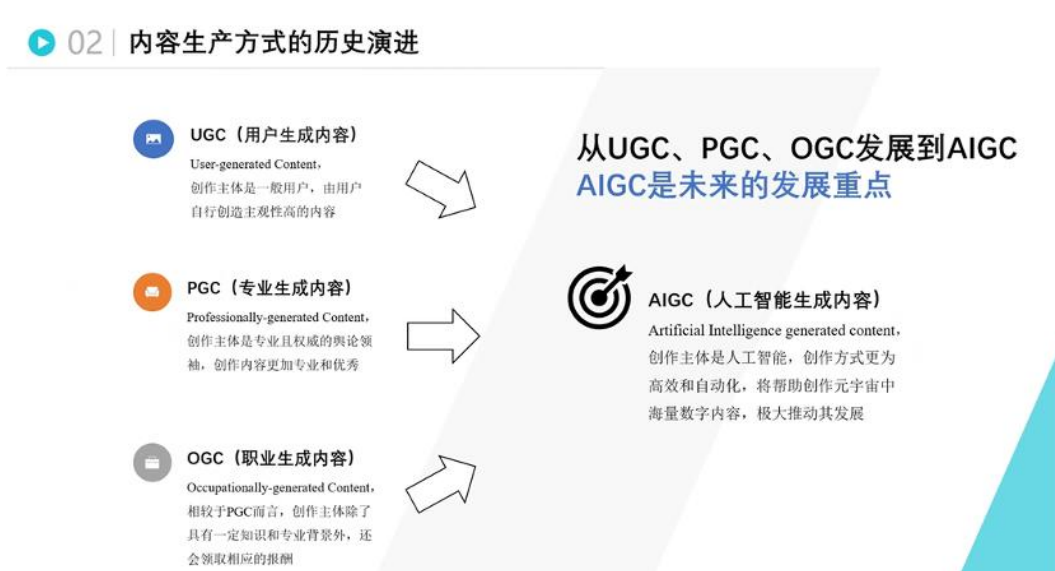 02 内容生产方式的历史演进
UGC（用户生成内容）
User-generated Content，
创作主体是一般用户，由用户
自行创造主观性高的内容
PGC（专业生成内容）
Professionally-generated Content，
创作主体是专业且权威的舆论领
袖，创作内容更加专业和优秀
OGC（职业生成内容）
Occupationally-generated Content，
相较于PGC而言，创作主体除了
具有一定知识和专业背景外，还
会领取相应的报酬
从UGC、PGC、OGC发展到AIGC
AIGC是未来的发展重点
AIGC（人工智能生成内容）
Artificial Intelligence generated content，
创作主体是人工智能，创作方式更为
高效和自动化，将帮助创作元宇宙中
海量数字内容，极大推动其发展